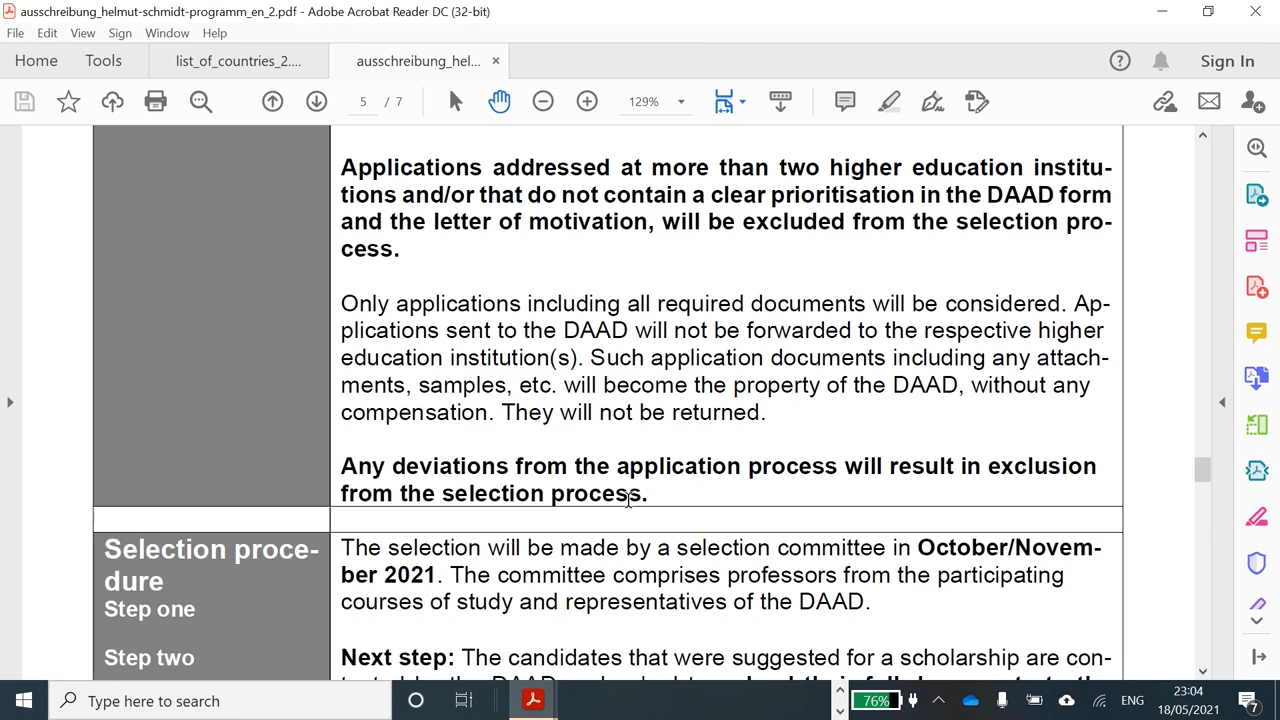 ausschreibung_helmut-schmidt-programm_en_2.pdf - Adobe Acrobat Reader DC (32-bit)
File Edit View Sign Window Help
Home Tools list_of_countries_2.... ausschreibung_hel... × Sign In
5 / 7 129%
Applications addressed at more than two higher education institu-
tions and/or that do not contain a clear prioritisation in the DAAD form
and the letter of motivation, will be excluded from the selection pro-
cess.
Only applications including all required documents will be considered. Ap-
plications sent to the DAAD will not be forwarded to the respective higher
education institution(s). Such application documents including any attach-
ments, samples, etc. will become the property of the DAAD, without any
compensation. They will not be returned.
Any deviations from the application process will result in exclusion
from the selection process.
Selection proce-
dure
Step one
The selection will be made by a selection committee in October/Novem-
ber 2021. The committee comprises professors from the participating
courses of study and representatives of the DAAD.
Step two
Next step: The candidates that were suggested for a scholarship are con-
Type here to search
76%
ENG
23:04
18/05/2021
7